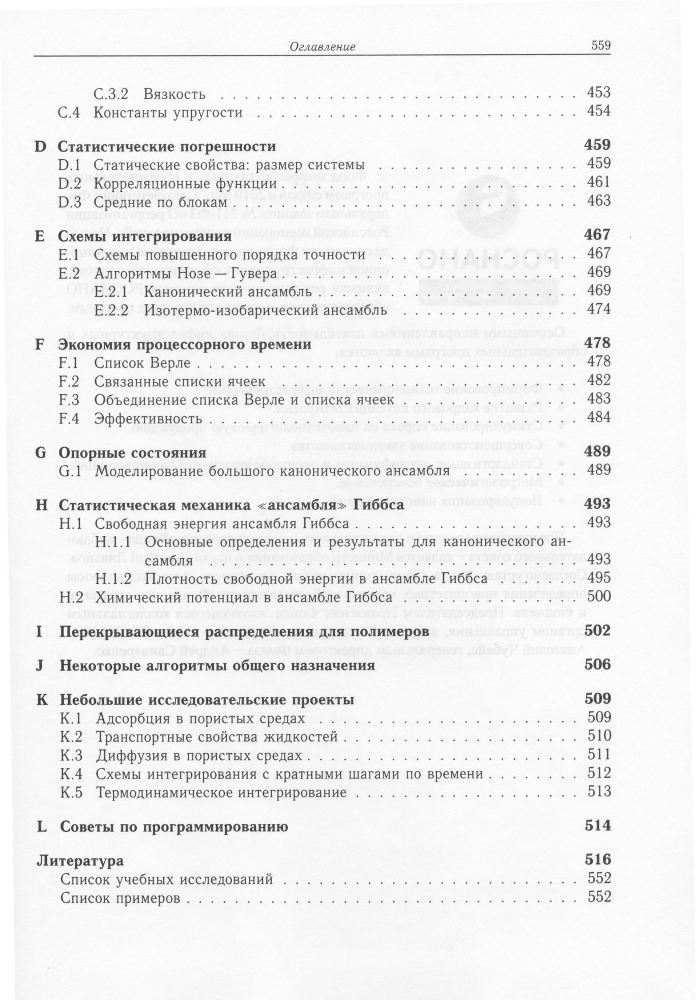 Оглавление 559
C.3.2 Вязкость . . . . . . . . . . . . . . . . . . . . . . . . . . . . . . 453
C.4 Константы упругости . . . . . . . . . . . . . . . . . . . . . . . . . . . 454
D Статистические погрешности 459
D.1 Статические свойства: размер системы . . . . . . . . . . . . . . . . . 459
D.2 Корреляционные функции . . . . . . . . . . . . . . . . . . . . . . . . . 461
D.3 Средние по блокам . . . . . . . . . . . . . . . . . . . . . . . . . . . . . 463
E Схемы интегрирования 467
E.1 Схемы повышенного порядка точности . . . . . . . . . . . . . . . . . 467
E.2 Алгоритмы Нозе — Гувера . . . . . . . . . . . . . . . . . . . . . . . . . 469
E.2.1 Канонический ансамбль . . . . . . . . . . . . . . . . . . . . . . 469
E.2.2 Изотермо-изобарический ансамбль . . . . . . . . . . . . . . . 474
F Экономия процессорного времени 478
F.1 Список Верле . . . . . . . . . . . . . . . . . . . . . . . . . . . . . . . . 478
F.2 Связанные списки ячеек . . . . . . . . . . . . . . . . . . . . . . . . . 482
F.3 Объединение списка Верле и списка ячеек . . . . . . . . . . . . . . . 483
F.4 Эффективность . . . . . . . . . . . . . . . . . . . . . . . . . . . . . . . 484
G Опорные состояния 489
G.1 Моделирование большого канонического ансамбля . . . . . . . . . . 489
H Статистическая механика «ансамбля» Гиббса 493
H.1 Свободная энергия ансамбля Гиббса . . . . . . . . . . . . . . . . . . . 493
H.1.1 Основные определения и результаты для канонического ан-
самбля . . . . . . . . . . . . . . . . . . . . . . . . . . . . . . . 493
H.1.2 Плотность свободной энергии в ансамбле Гиббса . . . . . . . 495
H.2 Химический потенциал в ансамбле Гиббса . . . . . . . . . . . . . . . 500
I Перекрывающиеся распределения для полимеров 502
J Некоторые алгоритмы общего назначения 506
K Небольшие исследовательские проекты 509
K.1 Адсорбция в пористых средах . . . . . . . . . . . . . . . . . . . . . . 509
K.2 Транспортные свойства жидкостей . . . . . . . . . . . . . . . . . . . . 510
K.3 Диффузия в пористых средах . . . . . . . . . . . . . . . . . . . . . . . 511
K.4 Схемы интегрирования с кратными шагами по времени . . . . . . . . 512
K.5 Термодинамическое интегрирование . . . . . . . . . . . . . . . . . . . 513
L Советы по программированию 514
Литература 516
Список учебных исследований . . . . . . . . . . . . . . . . . . . . . . . . . 552
Список примеров . . . . . . . . . . . . . . . . . . . . . . . . . . . . . . . . . 552